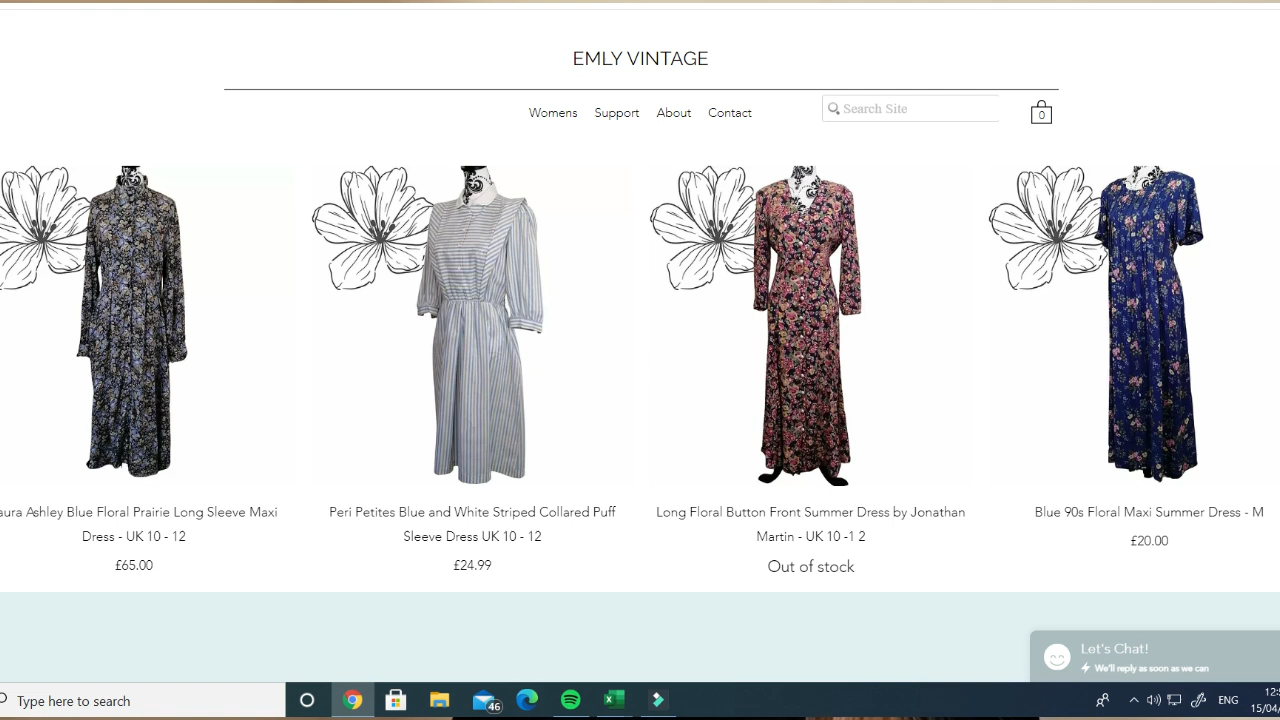 EMLY VINTAGE
Womens Support About Contact
Search Site
0
aura Ashley Blue Floral Prairie Long Sleeve Maxi
Dress - UK 10 - 12
£65.00
Peri Petites Blue and White Striped Collared Puff
Sleeve Dress UK 10 - 12
£24.99
Long Floral Button Front Summer Dress by Jonathan
Martin - UK 10 -1 2
Out of stock
Blue 90s Floral Maxi Summer Dress - M
£20.00
Let's Chat!
We'll reply as soon as we can
Type here to search
46
ENG
12:
15/04/